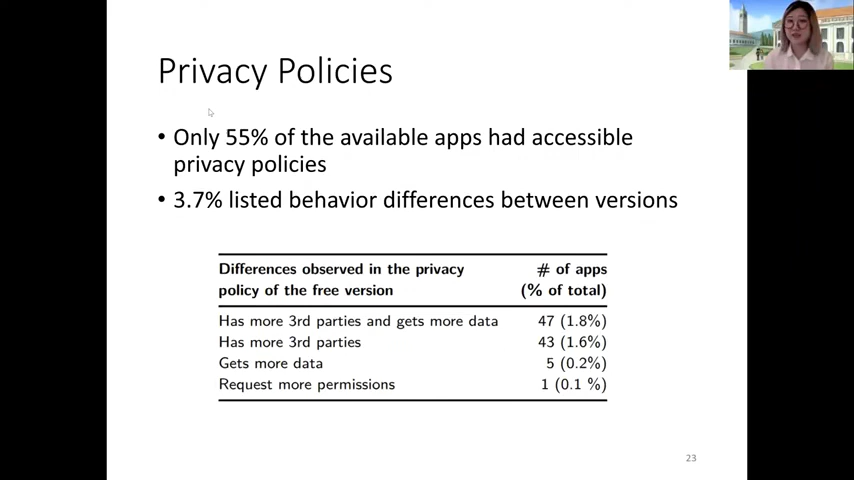 Privacy Policies
• Only 55% of the available apps had accessible
privacy policies
• 3.7% listed behavior differences between versions
Differences observed in the privacy # of apps
policy of the free version (% of total)
Has more 3rd parties and gets more data 47 (1.8%)
Has more 3rd parties 43 (1.6%)
Gets more data 5 (0.2%)
Request more permissions 1 (0.1 %)
23